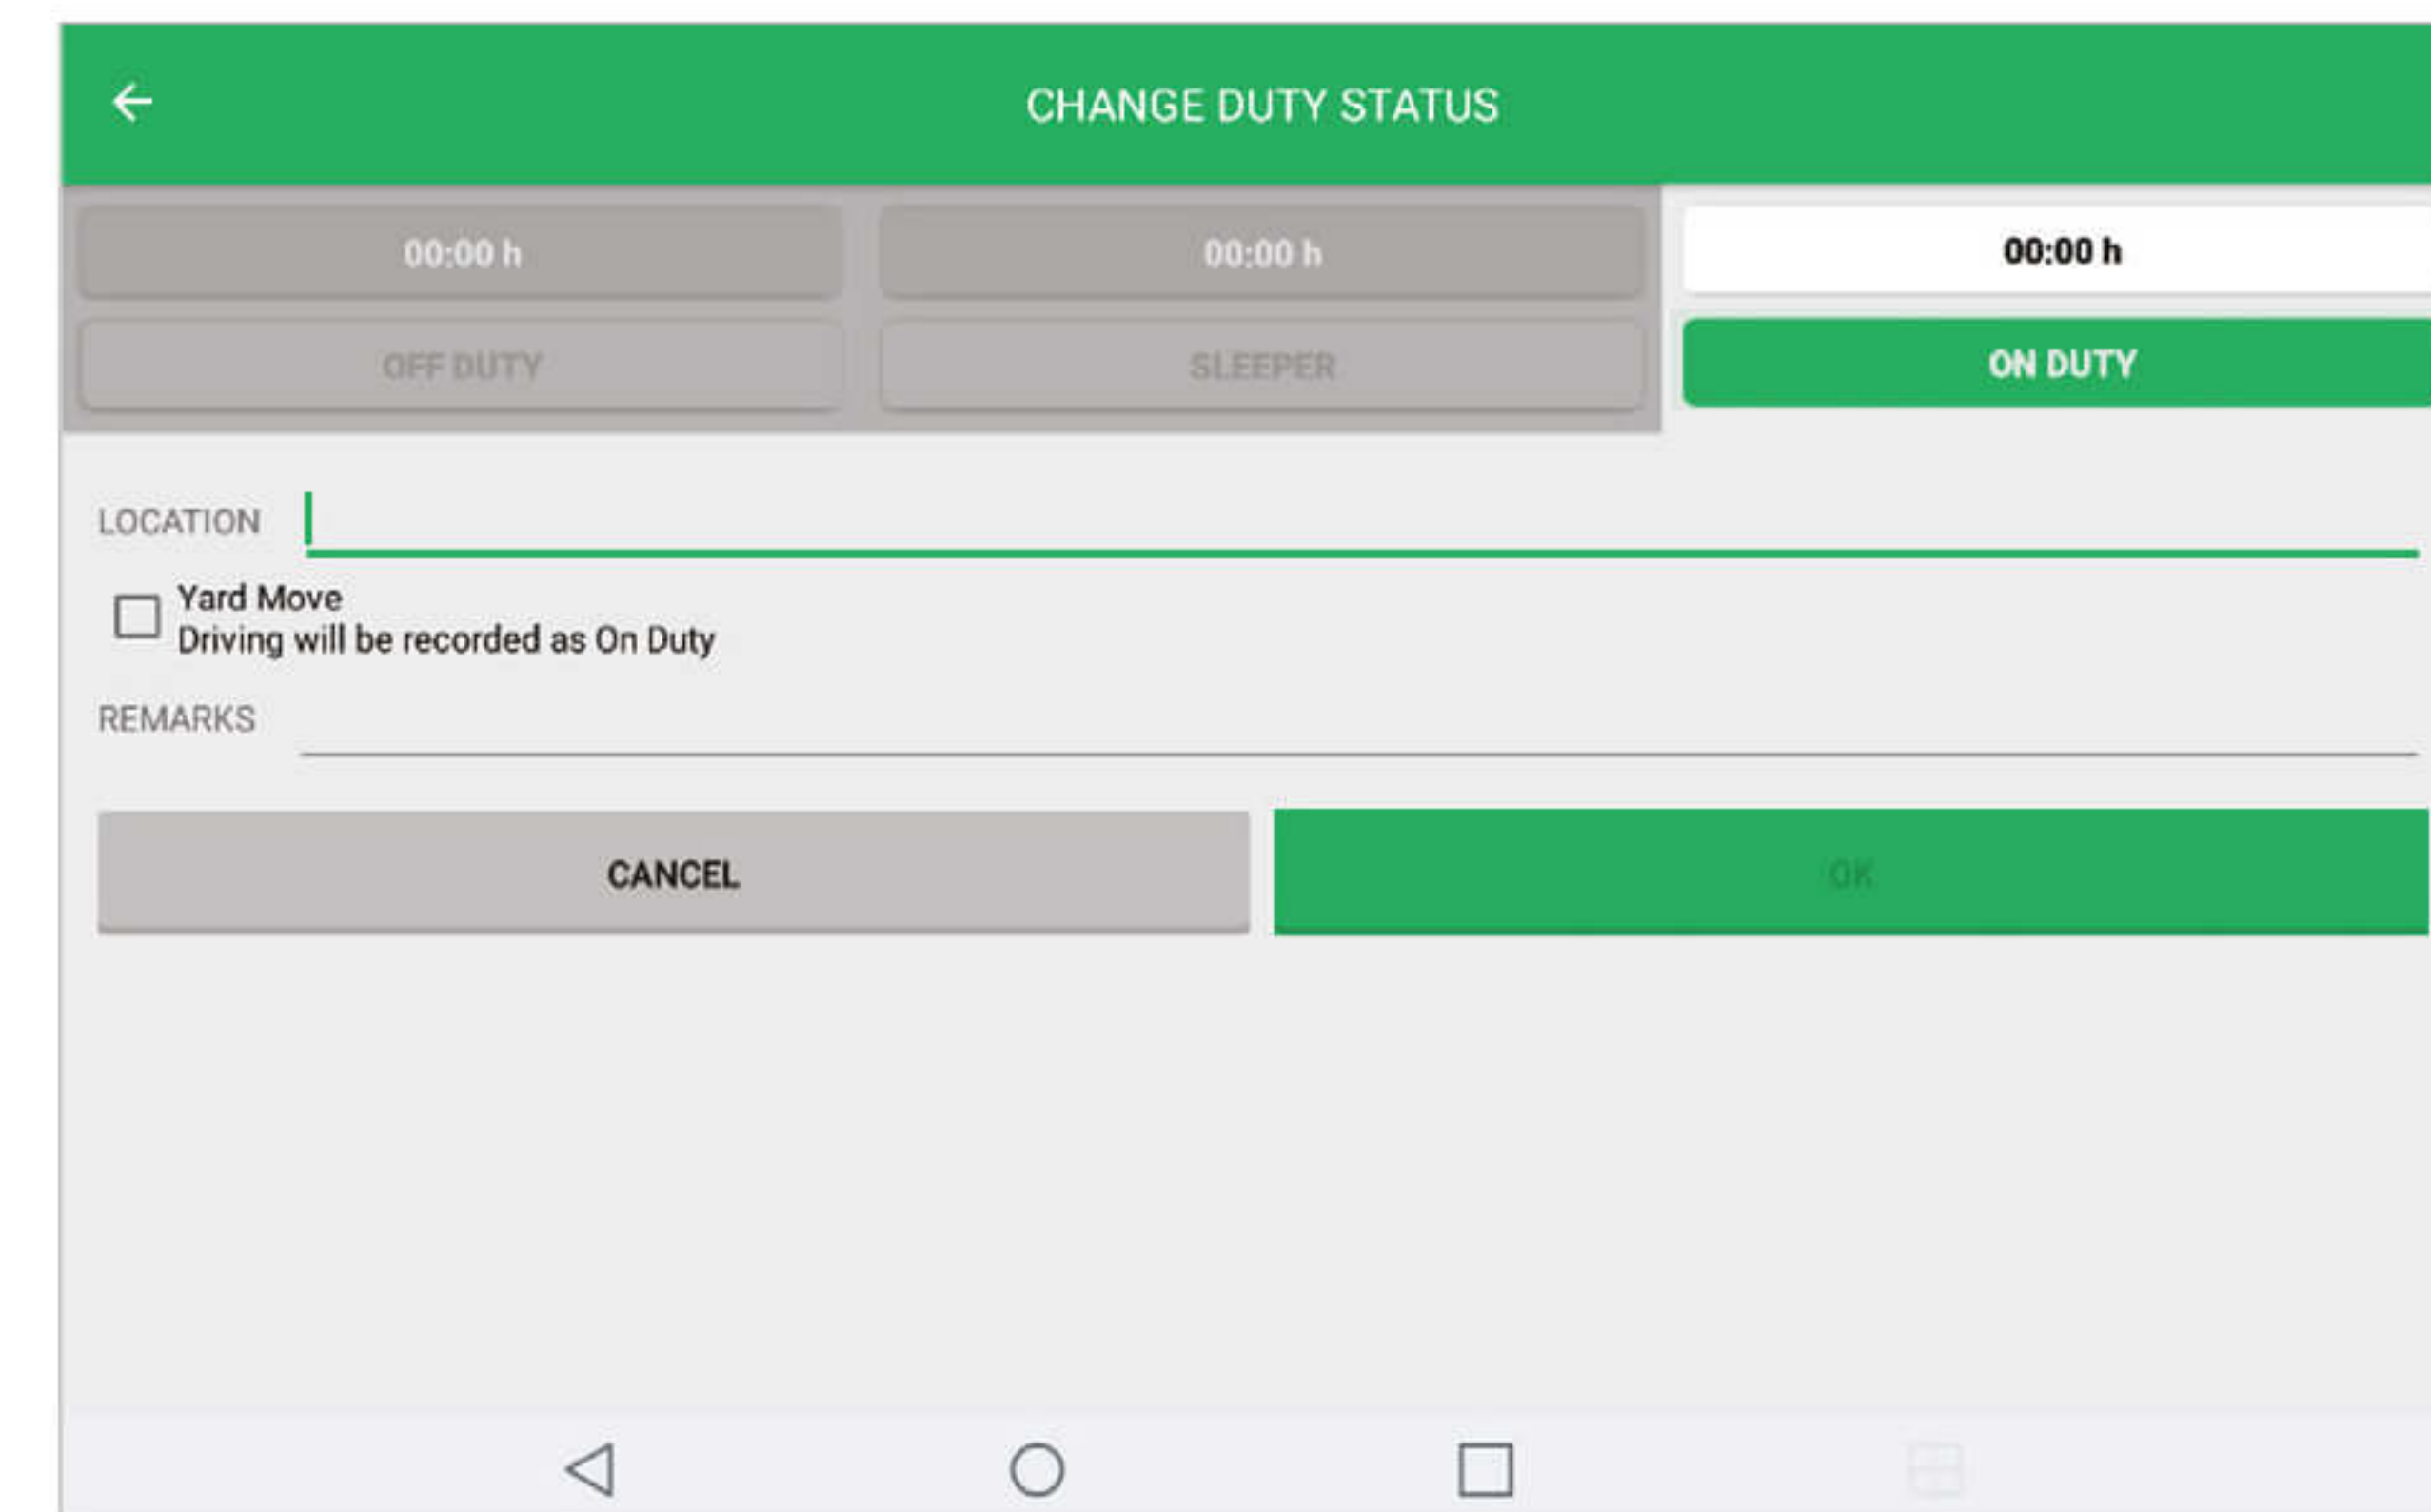 CHANGE DUTY STATUS
00:00 h 00:00 h 00:00 h
OFF DUTY SLEEPER ON DUTY
LOCATION
Yard Move
Driving will be recorded as On Duty
REMARKS
CANCEL OK